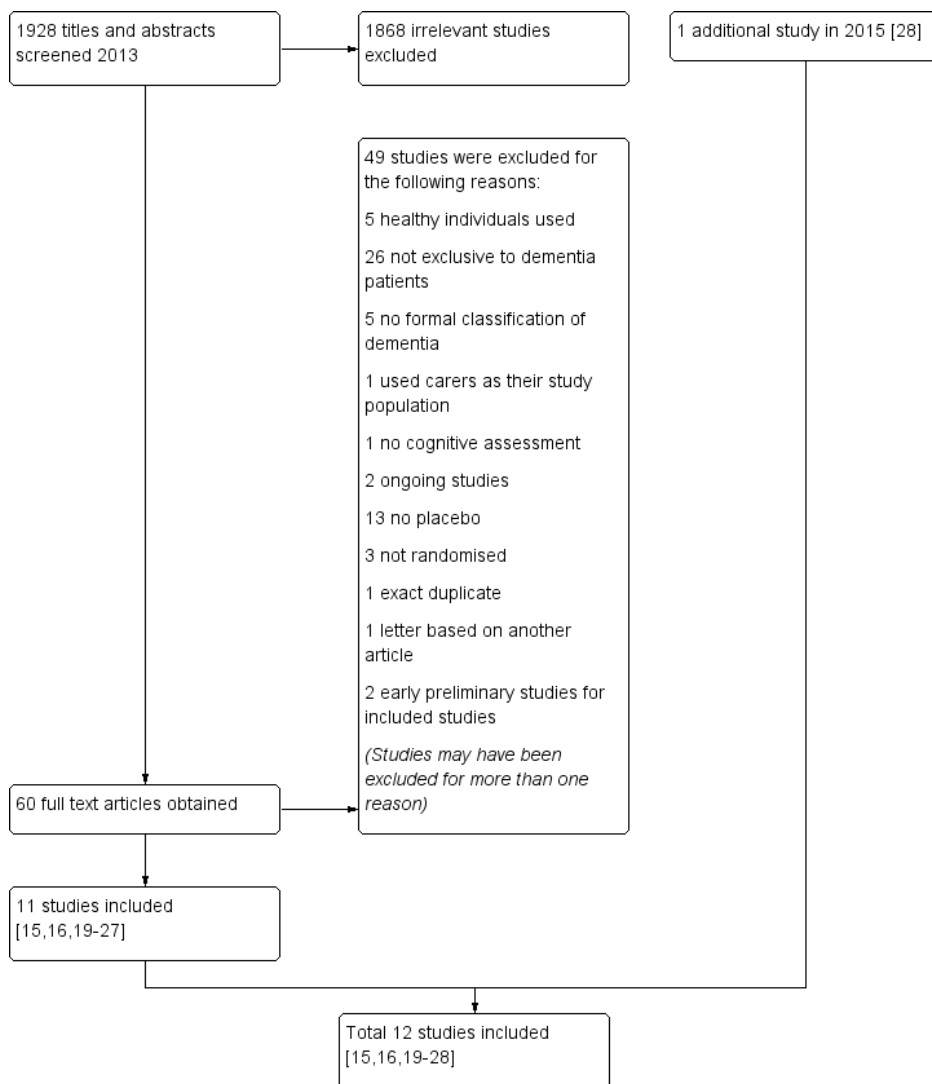 1928 titles and abstracts
screened 2013
1868 irrelevant studies
excluded
1 additional study in 2015 [28]
49 studies were excluded for
the following reasons:
5 healthy individuals used
26 not exclusive to dementia
patients
5 no formal classification of
dementia
1 used carers as their study
population
1 no cognitive assessment
2 ongoing studies
13 no placebo
3 not randomised
1 exact duplicate
1 letter based on another
article
2 early preliminary studies for
included studies
(Studies may have been
excluded for more than one
reason)
60 full text articles obtained
11 studies included
[15,16,19-27]
Total 12 studies included
[15,16,19-28]